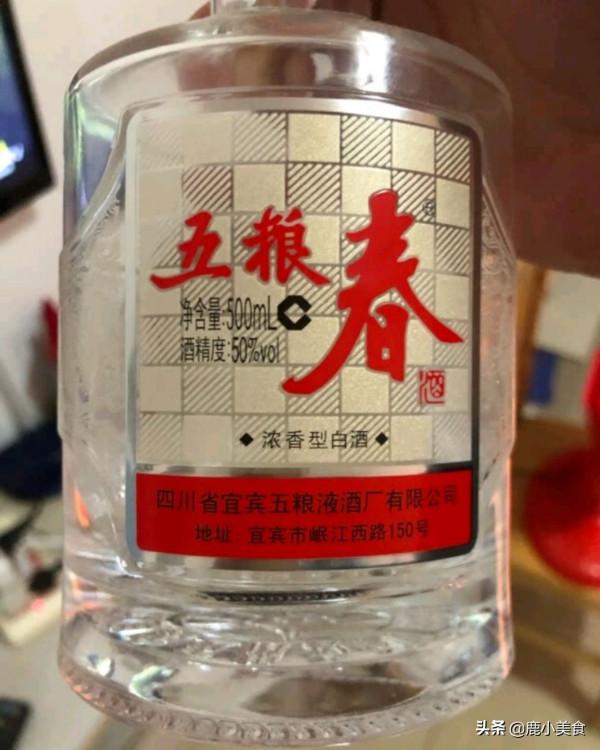 五粮春
净含量:500mL
酒精度:50%vol
酒
◆浓香型白酒◆
四川省宜宾五粮液酒厂有限公司
地址:宜宾市岷江西路150号
头条 @鹿小美食